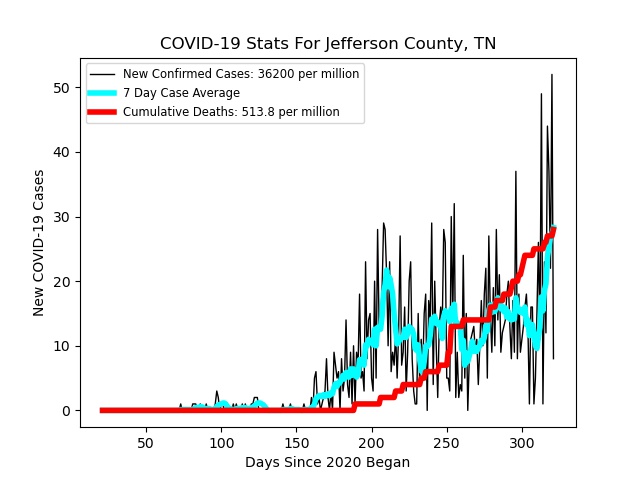 COVID-19 Stats For Jefferson County, TN
New Confirmed Cases: 36200 per million
7 Day Case Average
Cumulative Deaths: 513.8 per million
New COVID-19 Cases
50
40
30
20
10
0
50 100 150 200 250 300
Days Since 2020 Began